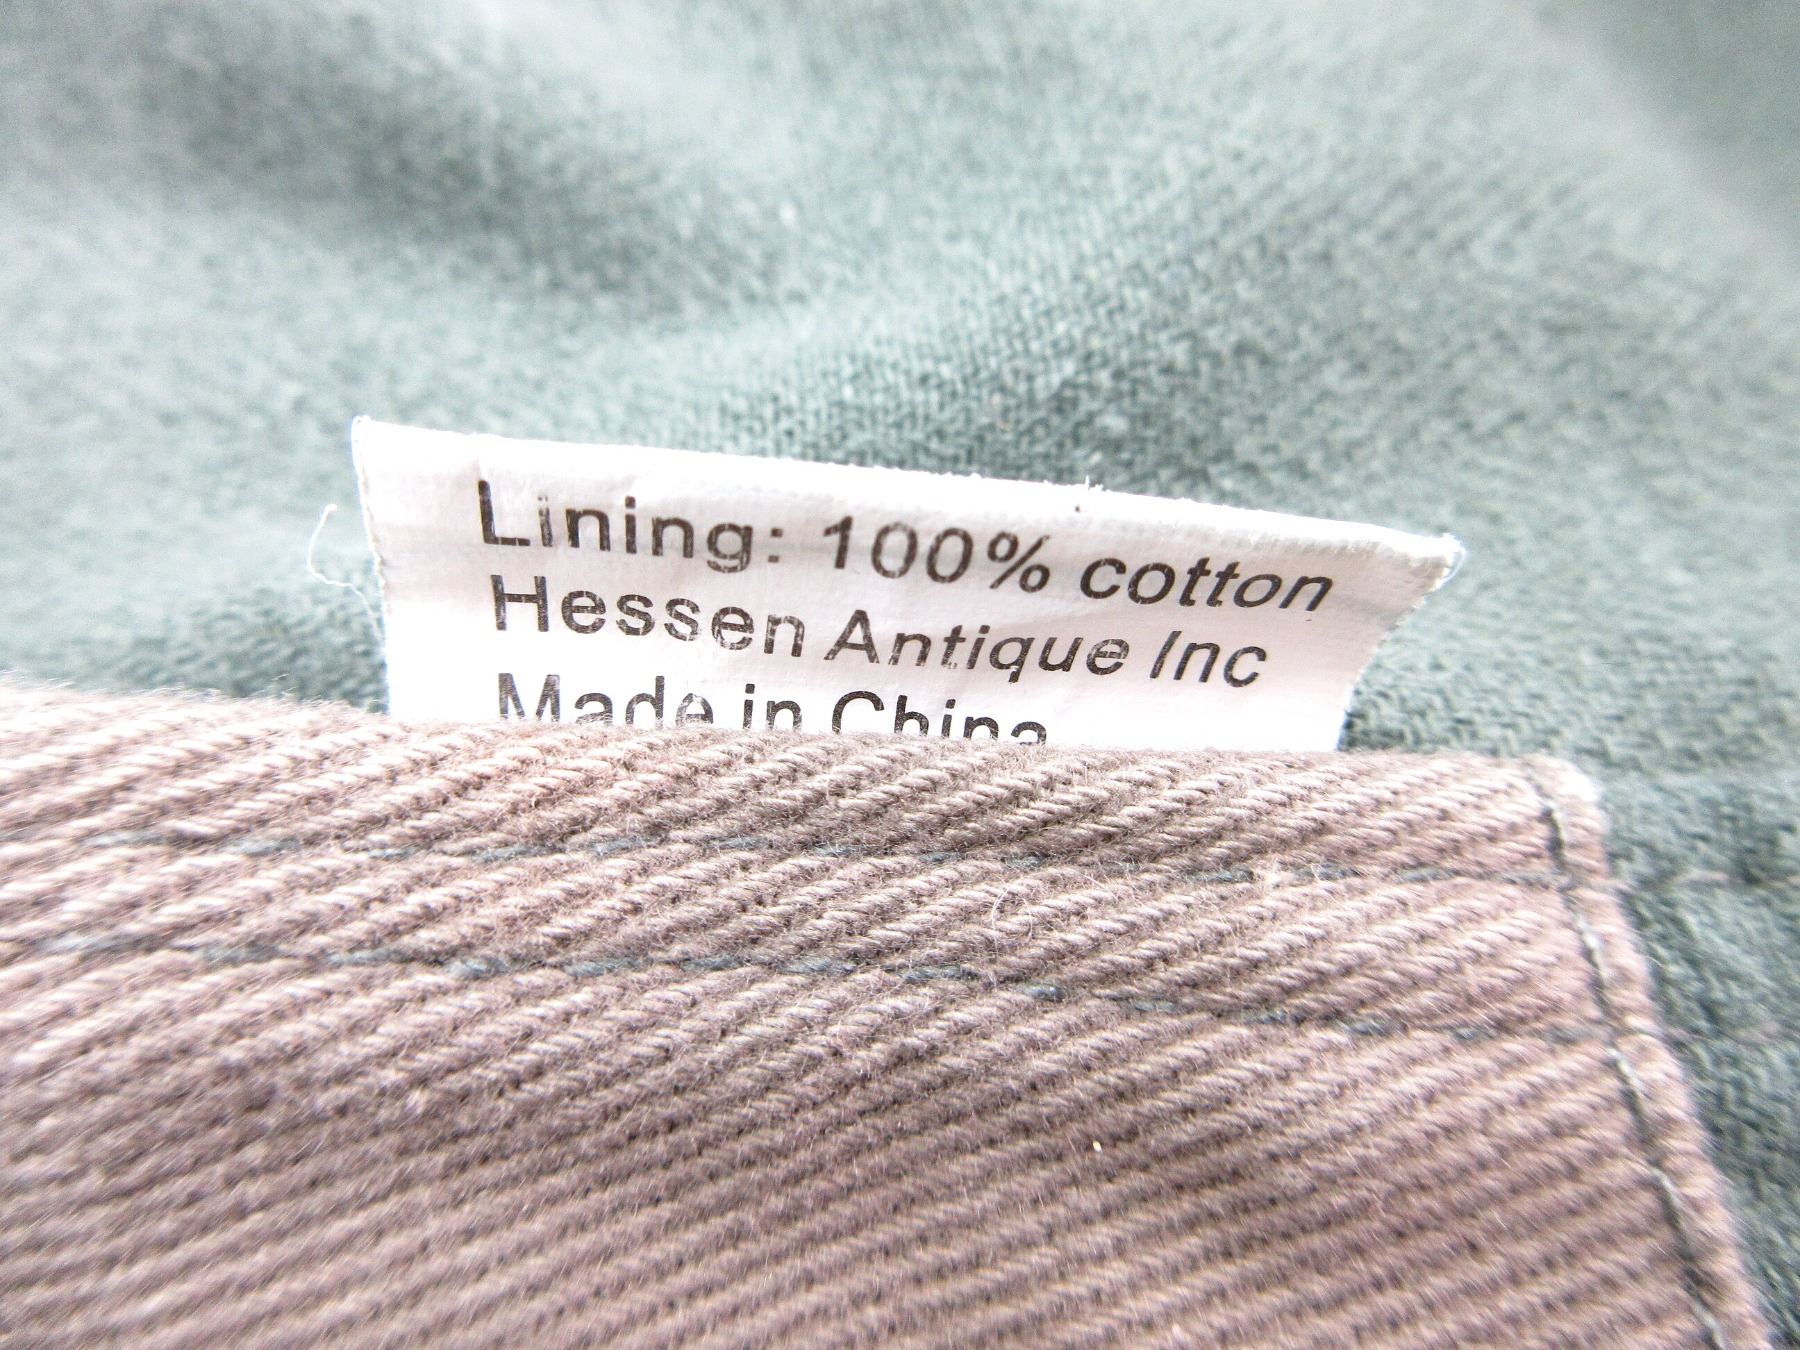 Lining: 100% cotton
Hessen Antique Inc
Made in China